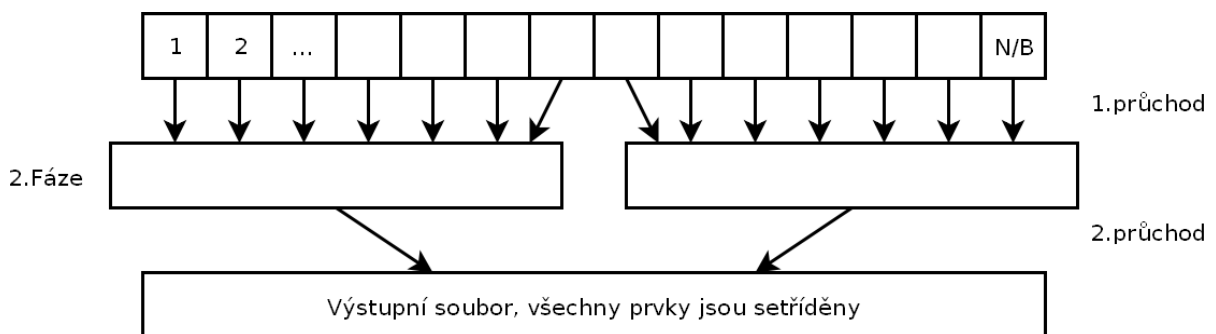 1 2 ... N/B
1.průchod
2.Fáze
2.průchod
Výstupní soubor, všechny prvky jsou setříděny